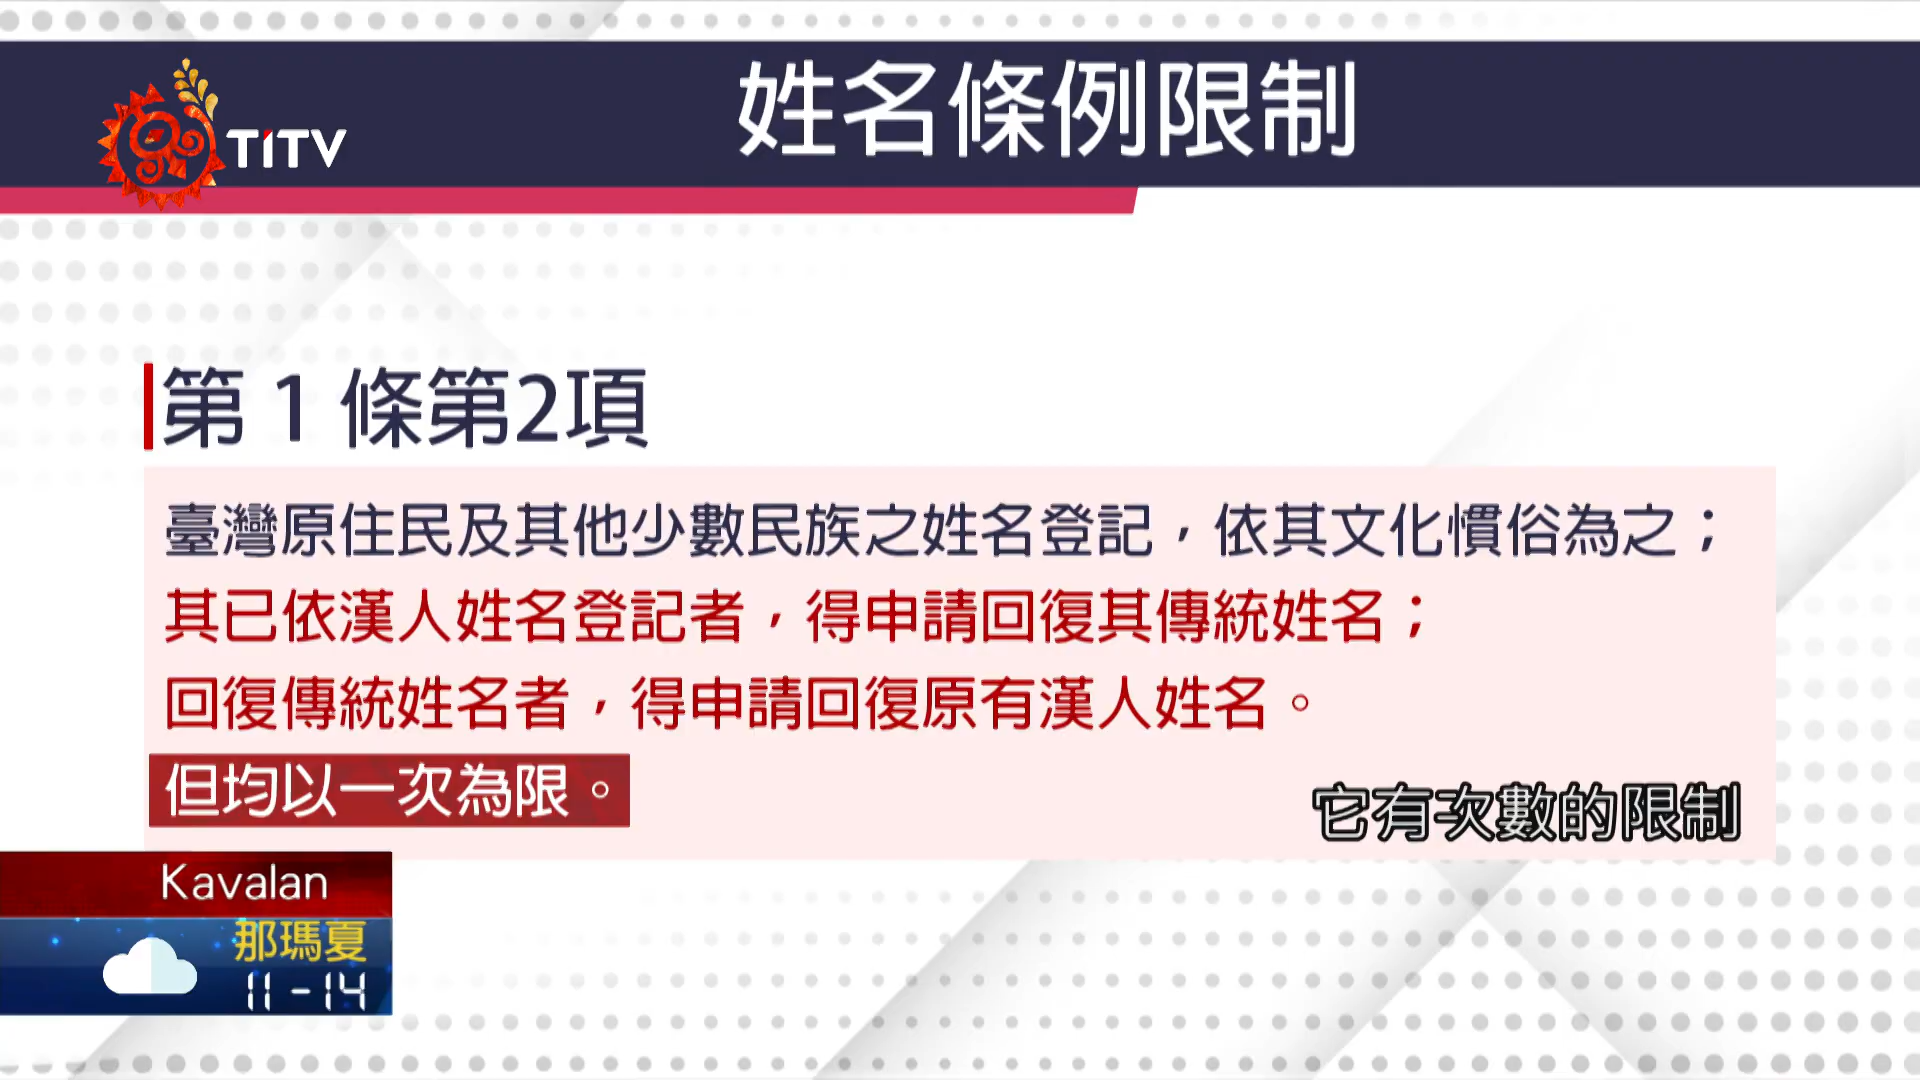 姓名條例限制
TITV
第1條第2項
臺灣原住民及其他少數民族之姓名登記，依其文化慣俗為之；
其已依漢人姓名登記者，得申請回復其傳統姓名；
回復傳統姓名者，得申請回復原有漢人姓名。
但均以一次為限。
它有次數的限制
Kavalan
那瑪夏
11-14